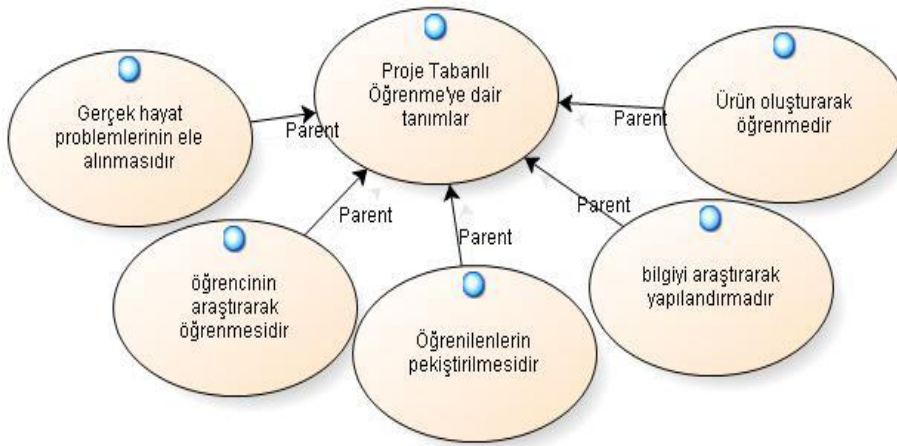 Proje Tabanlı
Öğrenme'ye dair
tanımlar
Gerçek hayat
problemlerinin ele
alınmasıdır
Parent
Ürün oluşturarak
öğrenmedir
Parent
öğrencinin
araştırarak
öğrenmesidir
Parent
Öğrenilenlerin
pekiştirilmesidir
Parent
bilgiyi araştırarak
yapılandırmadır
Parent